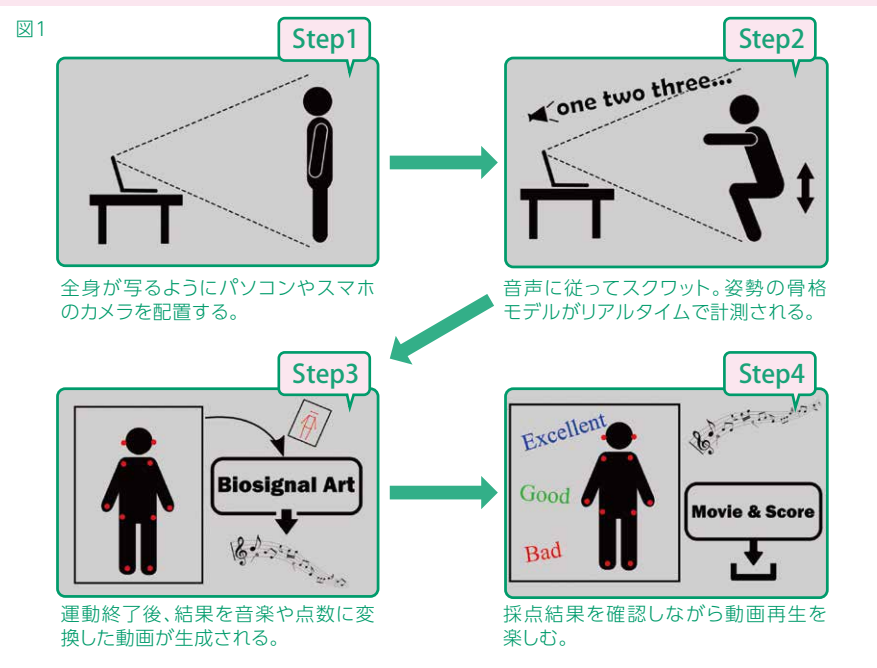 図1
Step1
全身が写るようにパソコンやスマホ
のカメラを配置する。
Step2
one two three...
音声に従ってスクワット。姿勢の骨格
モデルがリアルタイムで計測される。
Step3
Biosignal Art
運動終了後、結果を音楽や点数に変
換した動画が生成される。
Step4
Excellent
Good
Bad
Movie & Score
採点結果を確認しながら動画再生を
楽しむ。